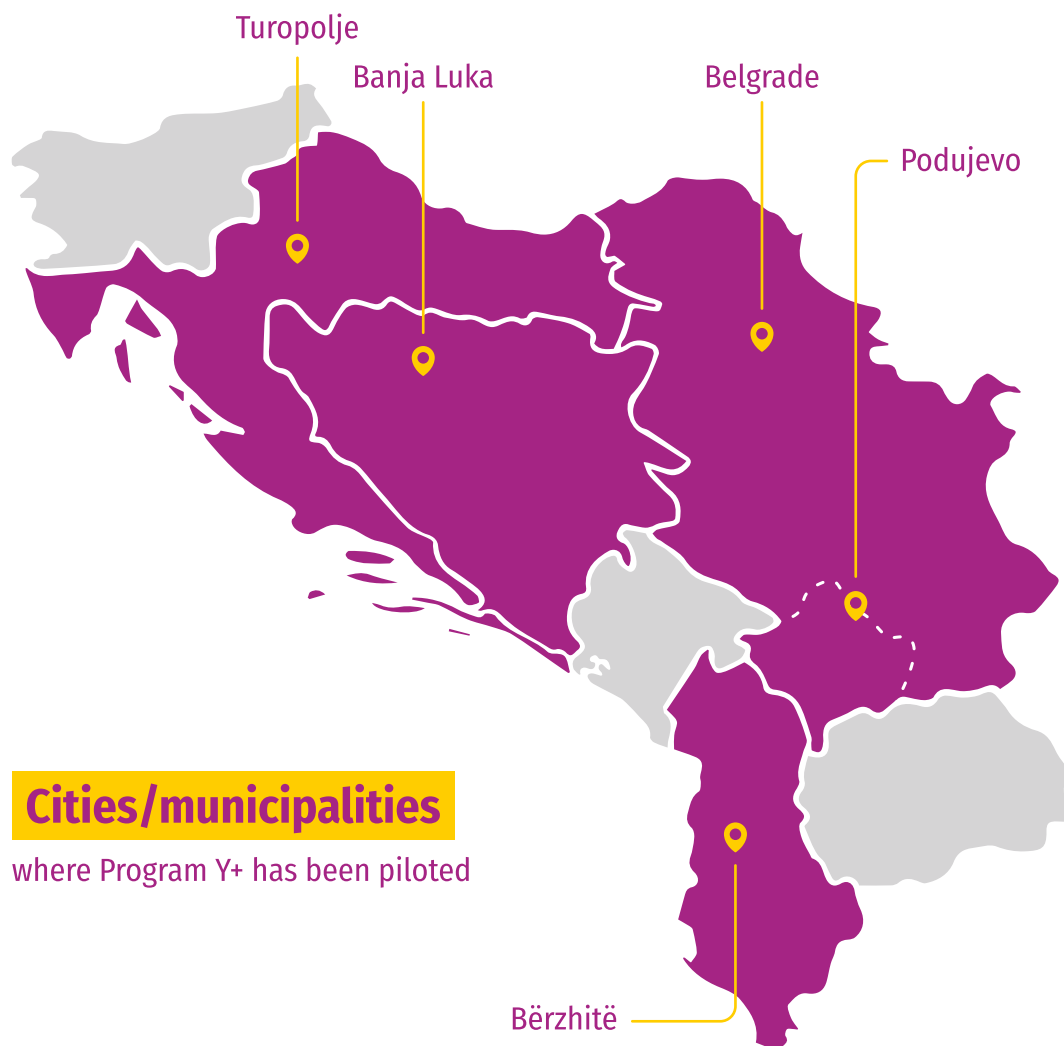 Turopolje
Banja Luka
Belgrade
Podujevo
Cities/municipalities
where Program Y+ has been piloted
Bërzhitë